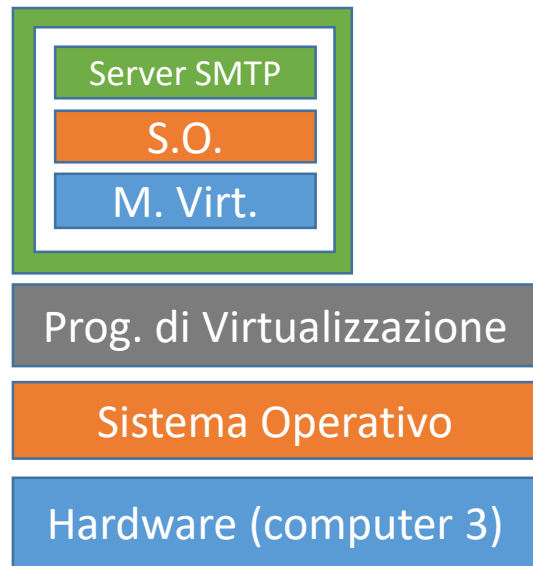 Server SMTP
S.O.
M. Virt.
Prog. di Virtualizzazione
Sistema Operativo
Hardware (computer 3)